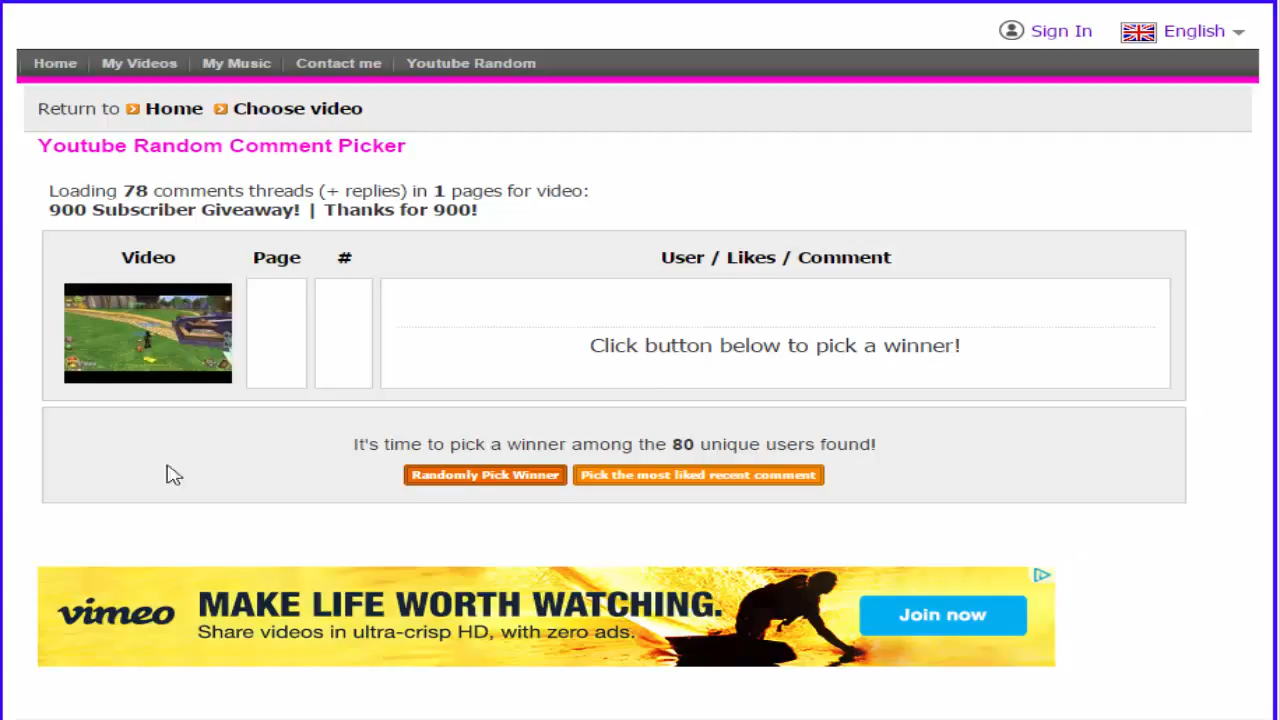 Sign In English
Home My Videos My Music Contact me Youtube Random
Return to Home Choose video
Youtube Random Comment Picker
Loading 78 comments threads (+ replies) in 1 pages for video:
900 Subscriber Giveaway! | Thanks for 900!
Video Page # User / Likes / Comment
Click button below to pick a winner!
It's time to pick a winner among the 80 unique users found!
Randomly Pick Winner Pick the most liked recent comment
vimeo MAKE LIFE WORTH WATCHING.
Share videos in ultra-crisp HD, with zero ads.
Join now